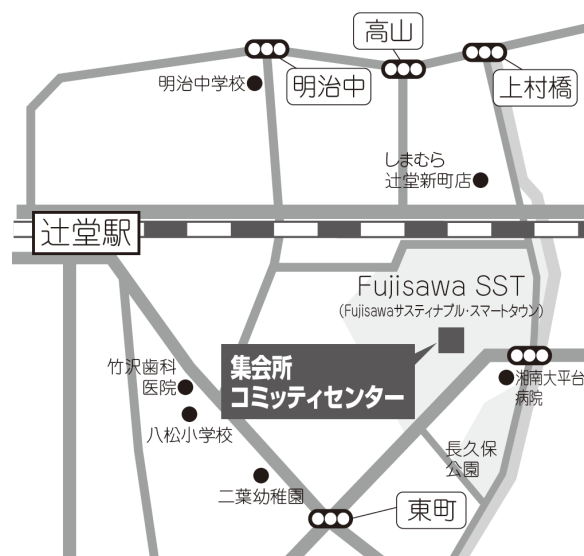 高山
明治中学校
明治中
上村橋
しまむら
辻堂新町店
辻堂駅
Fujisawa SST
(Fujisawaサスティナブル・スマートタウン)
集会所
コミッティセンター
竹沢歯科
医院
湘南大平台
病院
八松小学校
長久保
公園
二葉幼稚園
東町